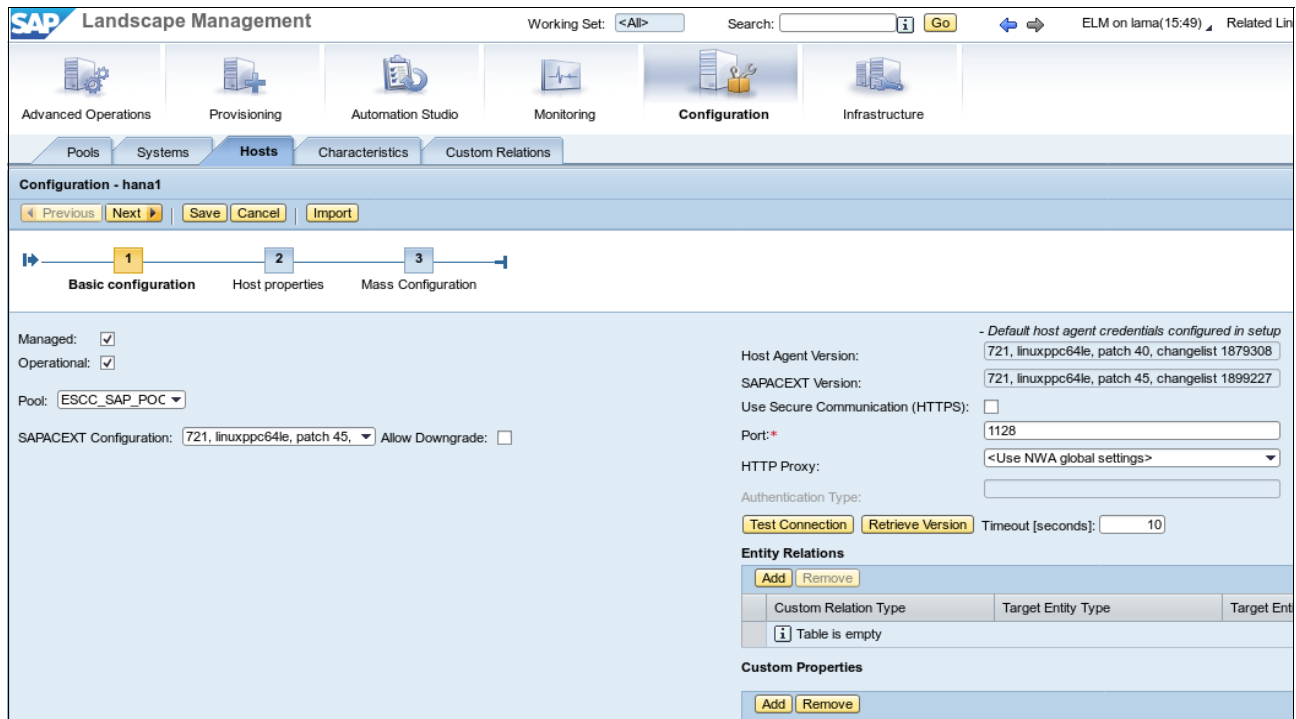 SAP Landscape Management Working Set: <All> Search: Go ELM on lama(15:49) Related Lin
Advanced Operations Provisioning Automation Studio Monitoring Configuration Infrastructure
Pools Systems Hosts Characteristics Custom Relations
Configuration - hana1
Previous Next Save Cancel Import
1 2 3
Basic configuration Host properties Mass Configuration
Managed:
Operational:
Pool: ESCC_SAP_POC
SAPACEXT Configuration: 721, linuxppc64le, patch 45, Allow Downgrade:
- Default host agent credentials configured in setup
Host Agent Version: 721, linuxppc64le, patch 40, changelist 1879308
SAPACEXT Version: 721, linuxppc64le, patch 45, changelist 1899227
Use Secure Communication (HTTPS):
Port:* 1128
HTTP Proxy: <Use NWA global settings>
Authentication Type:
Test Connection Retrieve Version Timeout [seconds]: 10
Entity Relations
Add Remove
Custom Relation Type Target Entity Type Target Enti
i Table is empty
Custom Properties
Add Remove